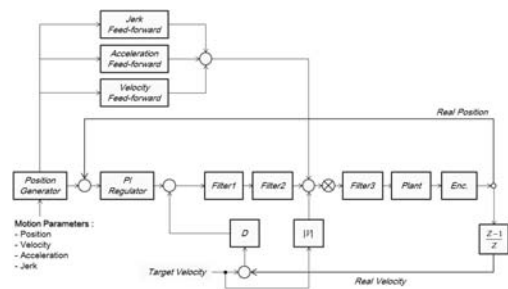 Jerk
Feed-forward
Acceleration
Feed-forward
Velocity
Feed-forward
Real Position
Position
Generator
PI
Regulator
Filter1
Filter2
Filter3
Plant
Enc.
Motion Parameters :
- Position
- Velocity
- Acceleration
- Jerk
D
Z-1
Z
Target Velocity
Real Velocity